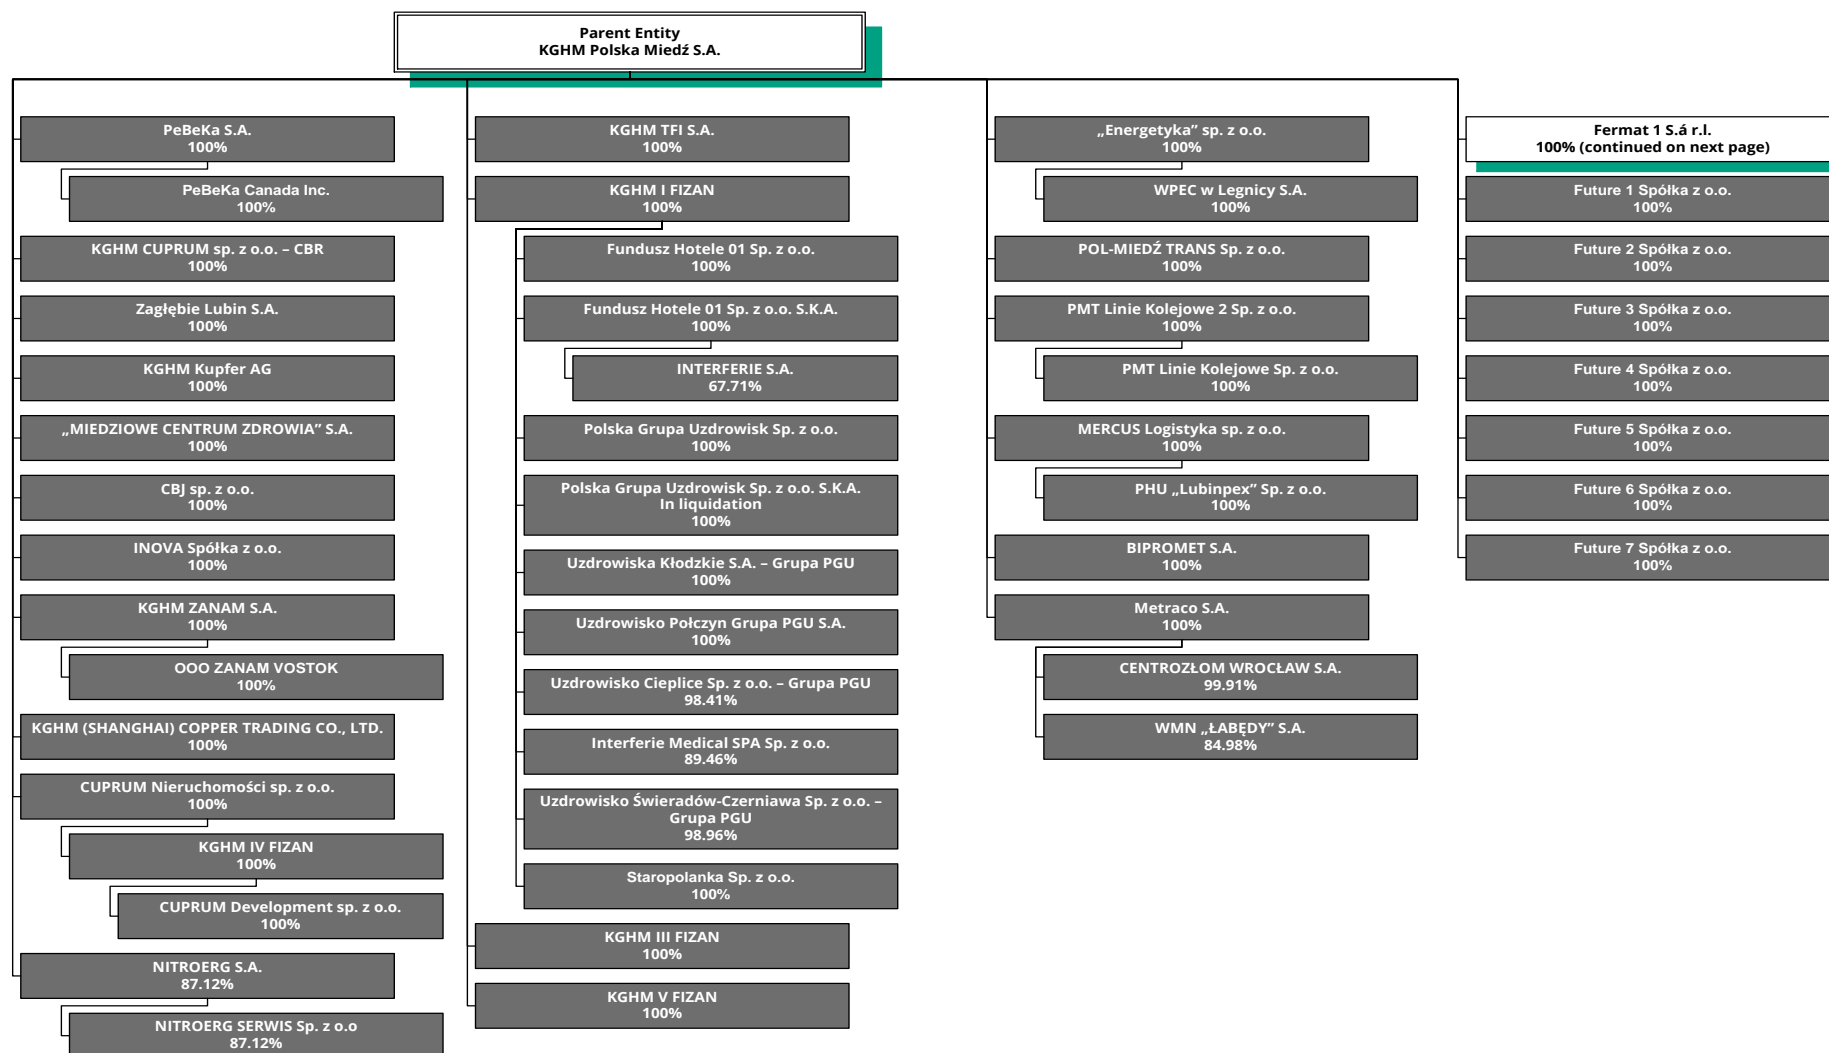 Parent Entity
KGHM Polska Miedź S.A.
PeBeKa S.A.
100%
PeBeKa Canada Inc.
100%
KGHM CUPRUM sp. z o.o. – CBR
100%
Zagłębie Lubin S.A.
100%
KGHM Kupfer AG
100%
„MIEDZIOWE CENTRUM ZDROWIA” S.A.
100%
CBJ sp. z o.o.
100%
INOVA Spółka z o.o.
100%
KGHM ZANAM S.A.
100%
OOO ZANAM VOSTOK
100%
KGHM (SHANGHAI) COPPER TRADING CO., LTD.
100%
CUPRUM Nieruchomości sp. z o.o.
100%
KGHM IV FIZAN
100%
CUPRUM Development sp. z o.o.
100%
NITROERG S.A.
87.12%
NITROERG SERWIS Sp. z o.o
87.12%
KGHM TFI S.A.
100%
KGHM I FIZAN
100%
Fundusz Hotele 01 Sp. z o.o.
100%
Fundusz Hotele 01 Sp. z o.o. S.K.A.
100%
INTERFERIE S.A.
67.71%
Polska Grupa Uzdrowisk Sp. z o.o.
100%
Polska Grupa Uzdrowisk Sp. z o.o. S.K.A.
In liquidation
100%
Uzdrowiska Kłodzkie S.A. – Grupa PGU
100%
Uzdrowisko Połczyn Grupa PGU S.A.
100%
Uzdrowisko Cieplice Sp. z o.o. – Grupa PGU
98.41%
Interferie Medical SPA Sp. z o.o.
89.46%
Uzdrowisko Świeradów-Czerniawa Sp. z o.o. –
Grupa PGU
98.96%
Staropolanka Sp. z o.o.
100%
KGHM III FIZAN
100%
KGHM V FIZAN
100%
„Energetyka” sp. z o.o.
100%
WPEC w Legnicy S.A.
100%
POL-MIEDŹ TRANS Sp. z o.o.
100%
PMT Linie Kolejowe 2 Sp. z o.o.
100%
PMT Linie Kolejowe Sp. z o.o.
100%
MERCUS Logistyka sp. z o.o.
100%
PHU „Lubinpex” Sp. z o.o.
100%
BIPROMET S.A.
100%
Metraco S.A.
100%
CENTROZŁOM WROCŁAW S.A.
99.91%
WMN „ŁABĘDY” S.A.
84.98%
Fermat 1 S.á r.l.
100% (continued on next page)
Future 1 Spółka z o.o.
100%
Future 2 Spółka z o.o.
100%
Future 3 Spółka z o.o.
100%
Future 4 Spółka z o.o.
100%
Future 5 Spółka z o.o.
100%
Future 6 Spółka z o.o.
100%
Future 7 Spółka z o.o.
100%